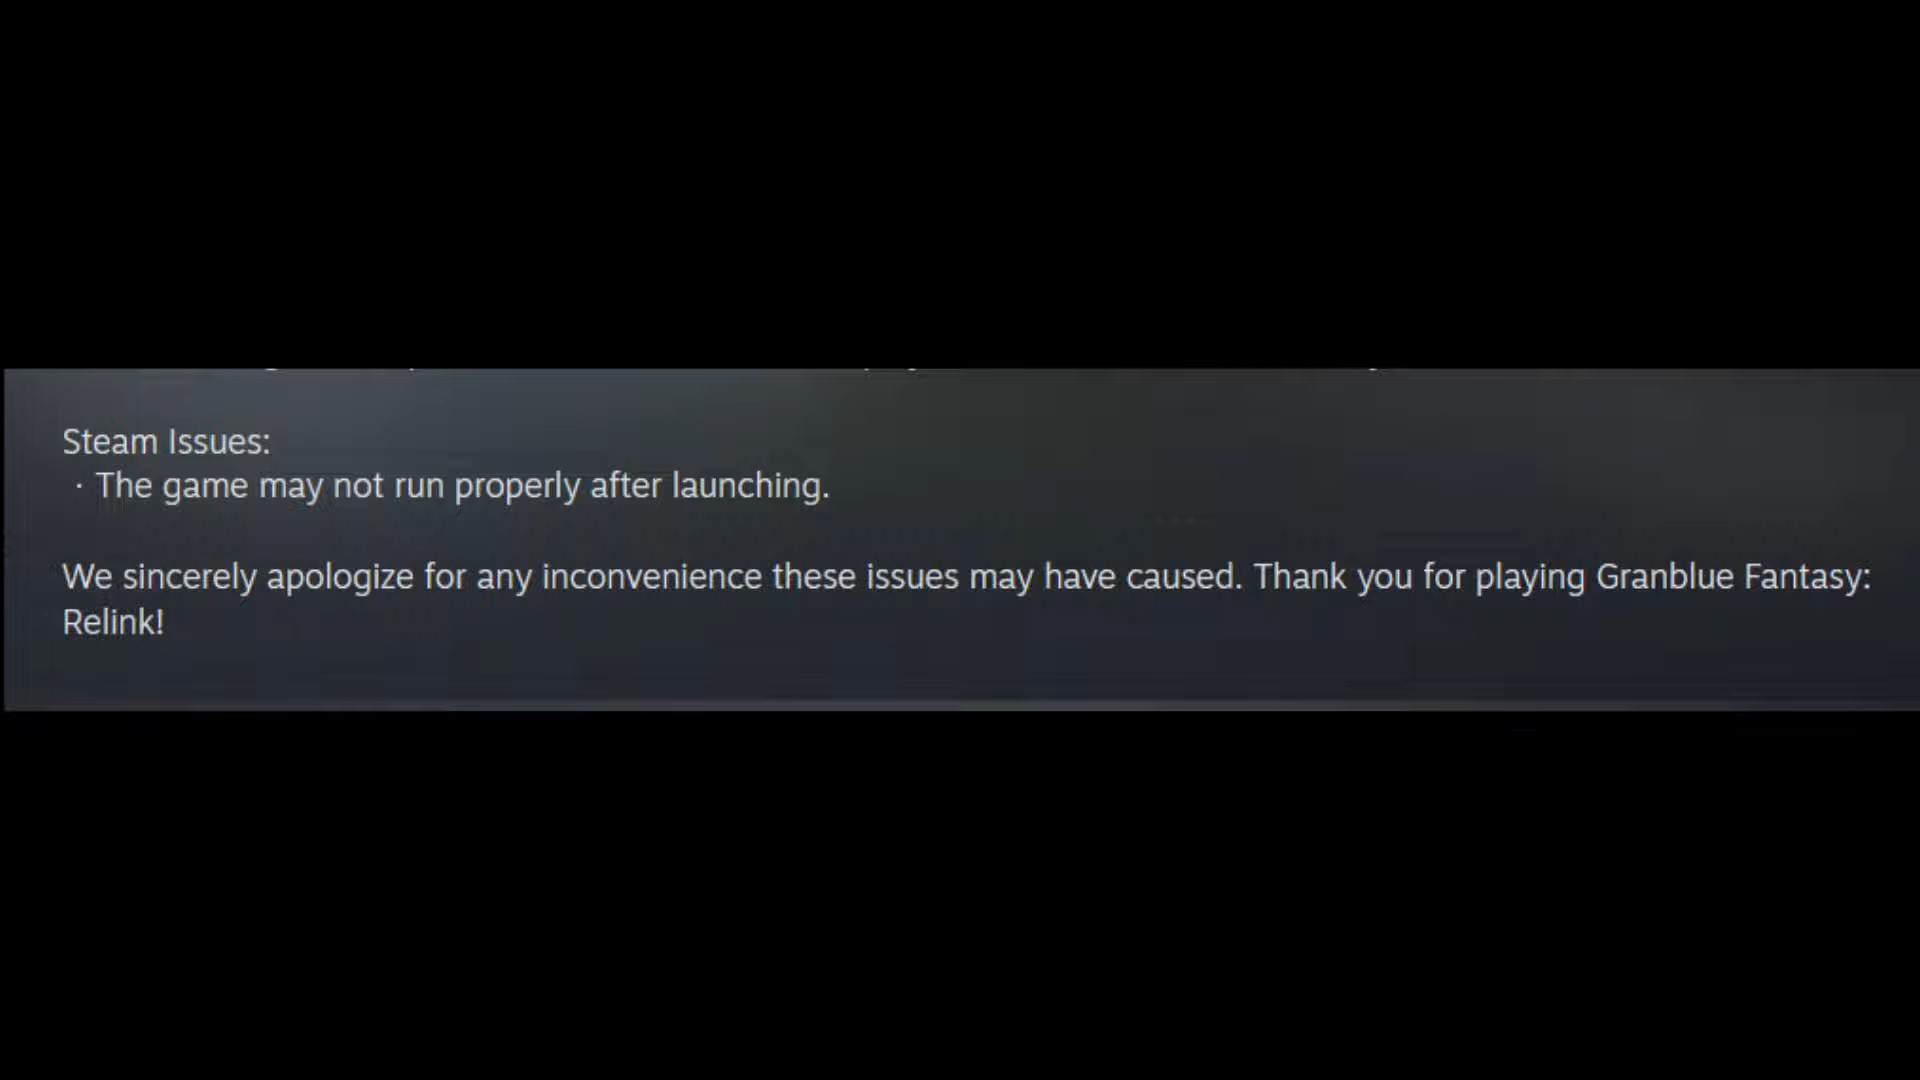 Steam Issues:
· The game may not run properly after launching.
We sincerely apologize for any inconvenience these issues may have caused. Thank you for playing Granblue Fantasy:
Relink!